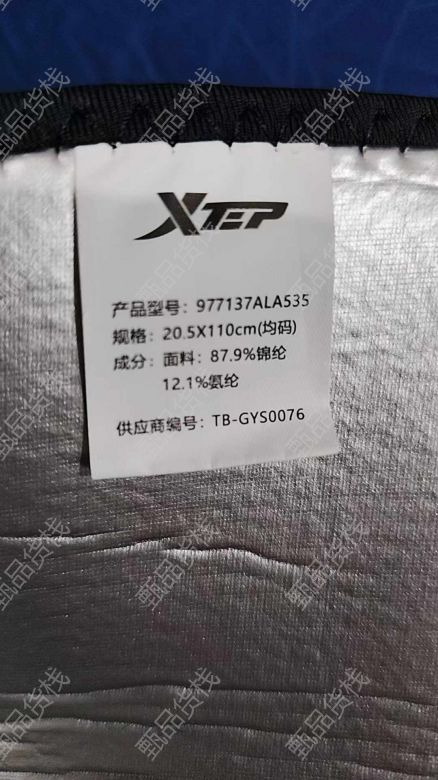 XTEP
产品型号：977137ALA535
规格：20.5X110cm(均码)
成分：面料：87.9%锦纶
12.1%氨纶
供应商编号：TB-GYS0076
甄品货栈